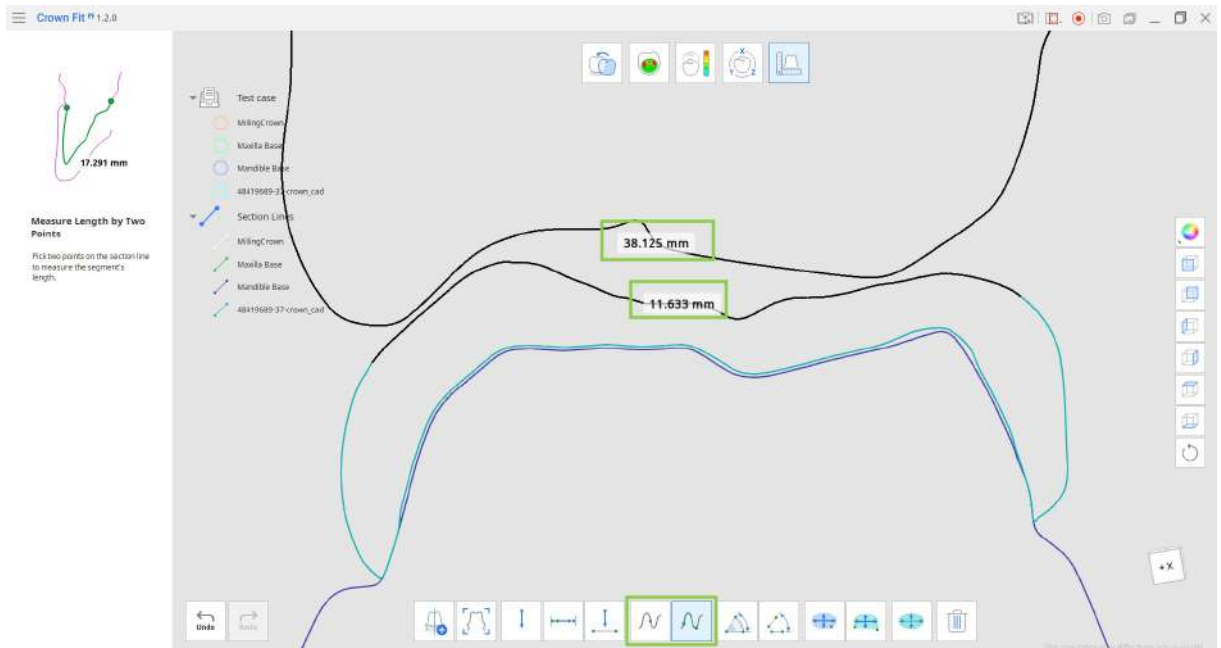 Crown Fit 1.2.0
17.291 mm
Measure Length by Two
Points
Pick two points on the section line
to measure the segment's
length.
Test case
MillingCrown
Maxilla Base
Mandible Base
48419689-37-crown_cad
Section Lines
MillingCrown
Maxilla Base
Mandible Base
48419689-37-crown_cad
X
Y
Z
38.125 mm
11.633 mm
+X
Undo
Redo